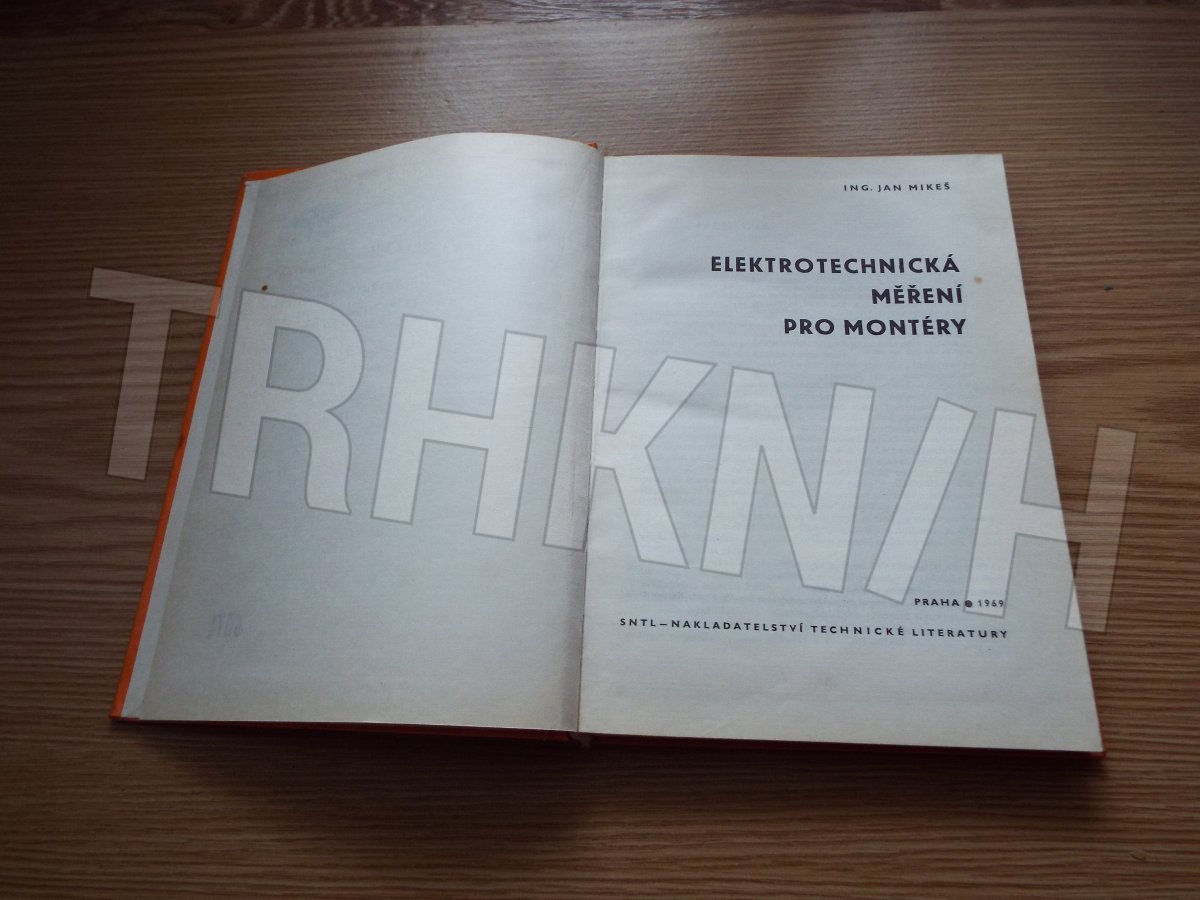 ING. JAN MIKEŠ
ELEKTROTECHNICKÁ
MĚŘENÍ
PRO MONTÉRY
TRHKNIH
PRAHA ● 1969
SNTL – NAKLADATELSTVÍ TECHNICKÉ LITERATURY